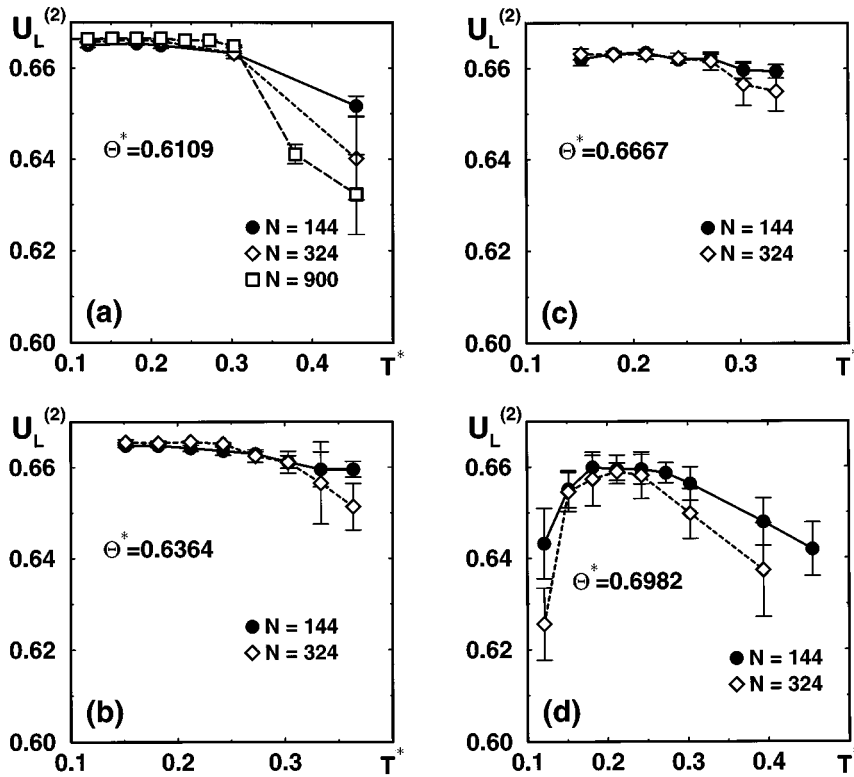 U_L^(2)
0.66
0.64
0.62
0.60
Θ*=0.6109
N = 144
N = 324
N = 900
(a)
0.1 0.2 0.3 0.4 T*
U_L^(2)
0.66
0.64
0.62
0.60
Θ*=0.6667
N = 144
N = 324
(c)
0.1 0.2 0.3 T*
U_L^(2)
0.66
0.64
0.62
0.60
Θ*=0.6364
N = 144
N = 324
(b)
0.1 0.2 0.3 T*
U_L^(2)
0.66
0.64
0.62
0.60
Θ*=0.6982
N = 144
N = 324
(d)
0.1 0.2 0.3 0.4 T*